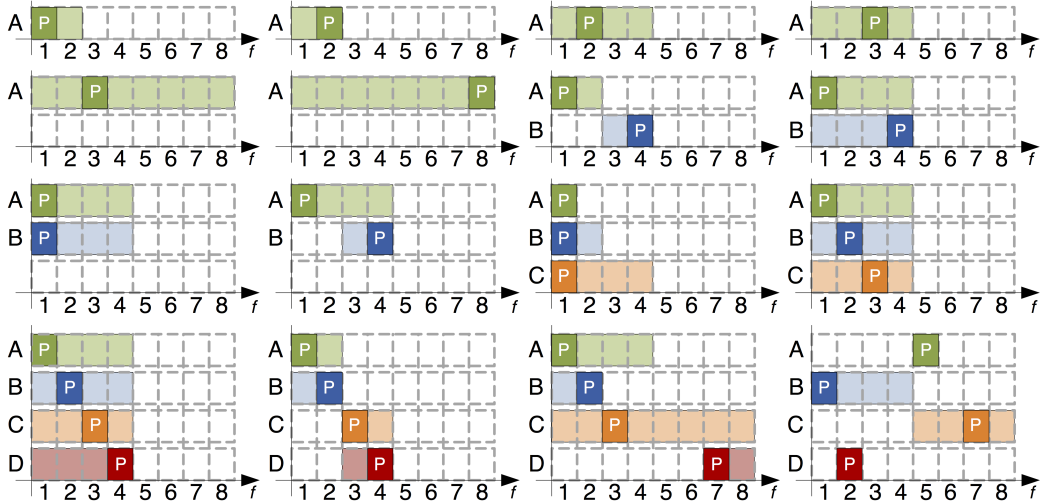 A P P A P A P
1 2 3 4 5 6 7 8 f 1 2 3 4 5 6 7 8 f 1 2 3 4 5 6 7 8 f 1 2 3 4 5 6 7 8 f
A P A P A P A P
B P B P
1 2 3 4 5 6 7 8 f 1 2 3 4 5 6 7 8 f 1 2 3 4 5 6 7 8 f 1 2 3 4 5 6 7 8 f
A P A P A P A P
B P B P B P B P
C P C P
1 2 3 4 5 6 7 8 f 1 2 3 4 5 6 7 8 f 1 2 3 4 5 6 7 8 f 1 2 3 4 5 6 7 8 f
A P A P A P A P
B P B P B P B P
C P C P C P C P
D P D P D P D P
1 2 3 4 5 6 7 8 f 1 2 3 4 5 6 7 8 f 1 2 3 4 5 6 7 8 f 1 2 3 4 5 6 7 8 f